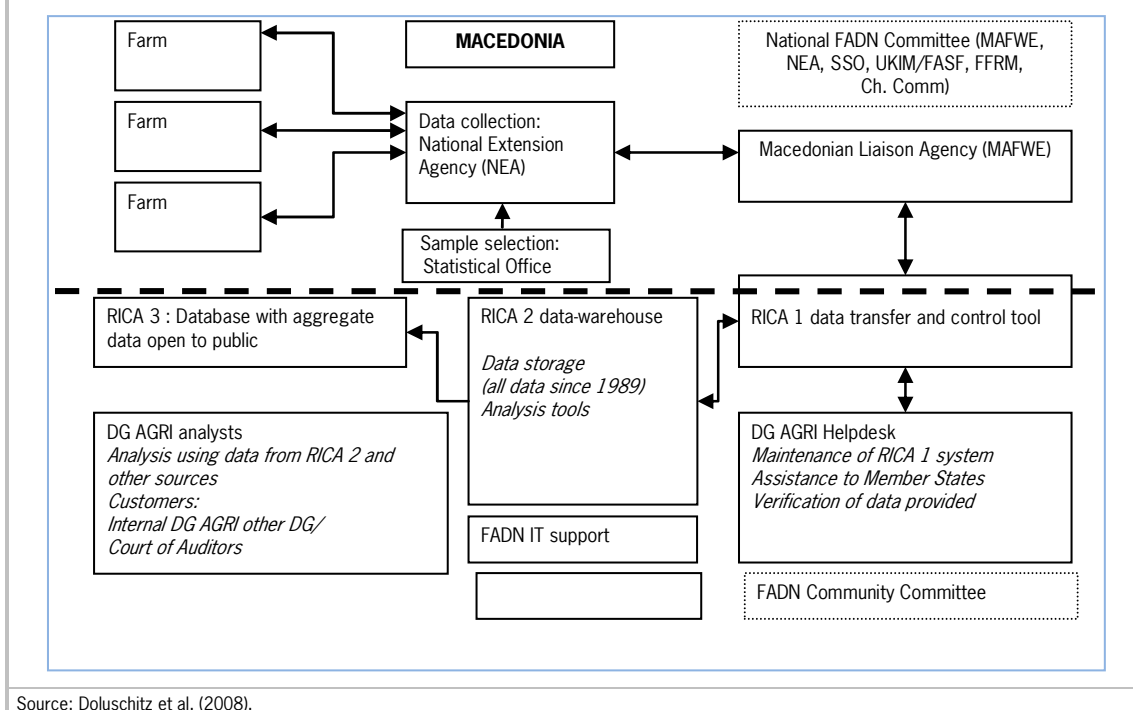 Farm
MACEDONIA
National FADN Committee (MAFWE,
NEA, SSO, UKIM/FASF, FFRM,
Ch. Comm)
Farm
Data collection:
National Extension
Agency (NEA)
Macedonian Liaison Agency (MAFWE)
Farm
Sample selection:
Statistical Office
RICA 3 : Database with aggregate
data open to public
RICA 2 data-warehouse
Data storage
(all data since 1989)
Analysis tools
RICA 1 data transfer and control tool
DG AGRI analysts
Analysis using data from RICA 2 and
other sources
Customers:
Internal DG AGRI other DG/
Court of Auditors
DG AGRI Helpdesk
Maintenance of RICA 1 system
Assistance to Member States
Verification of data provided
FADN IT support
FADN Community Committee
Source: Doluschitz et al. (2008).